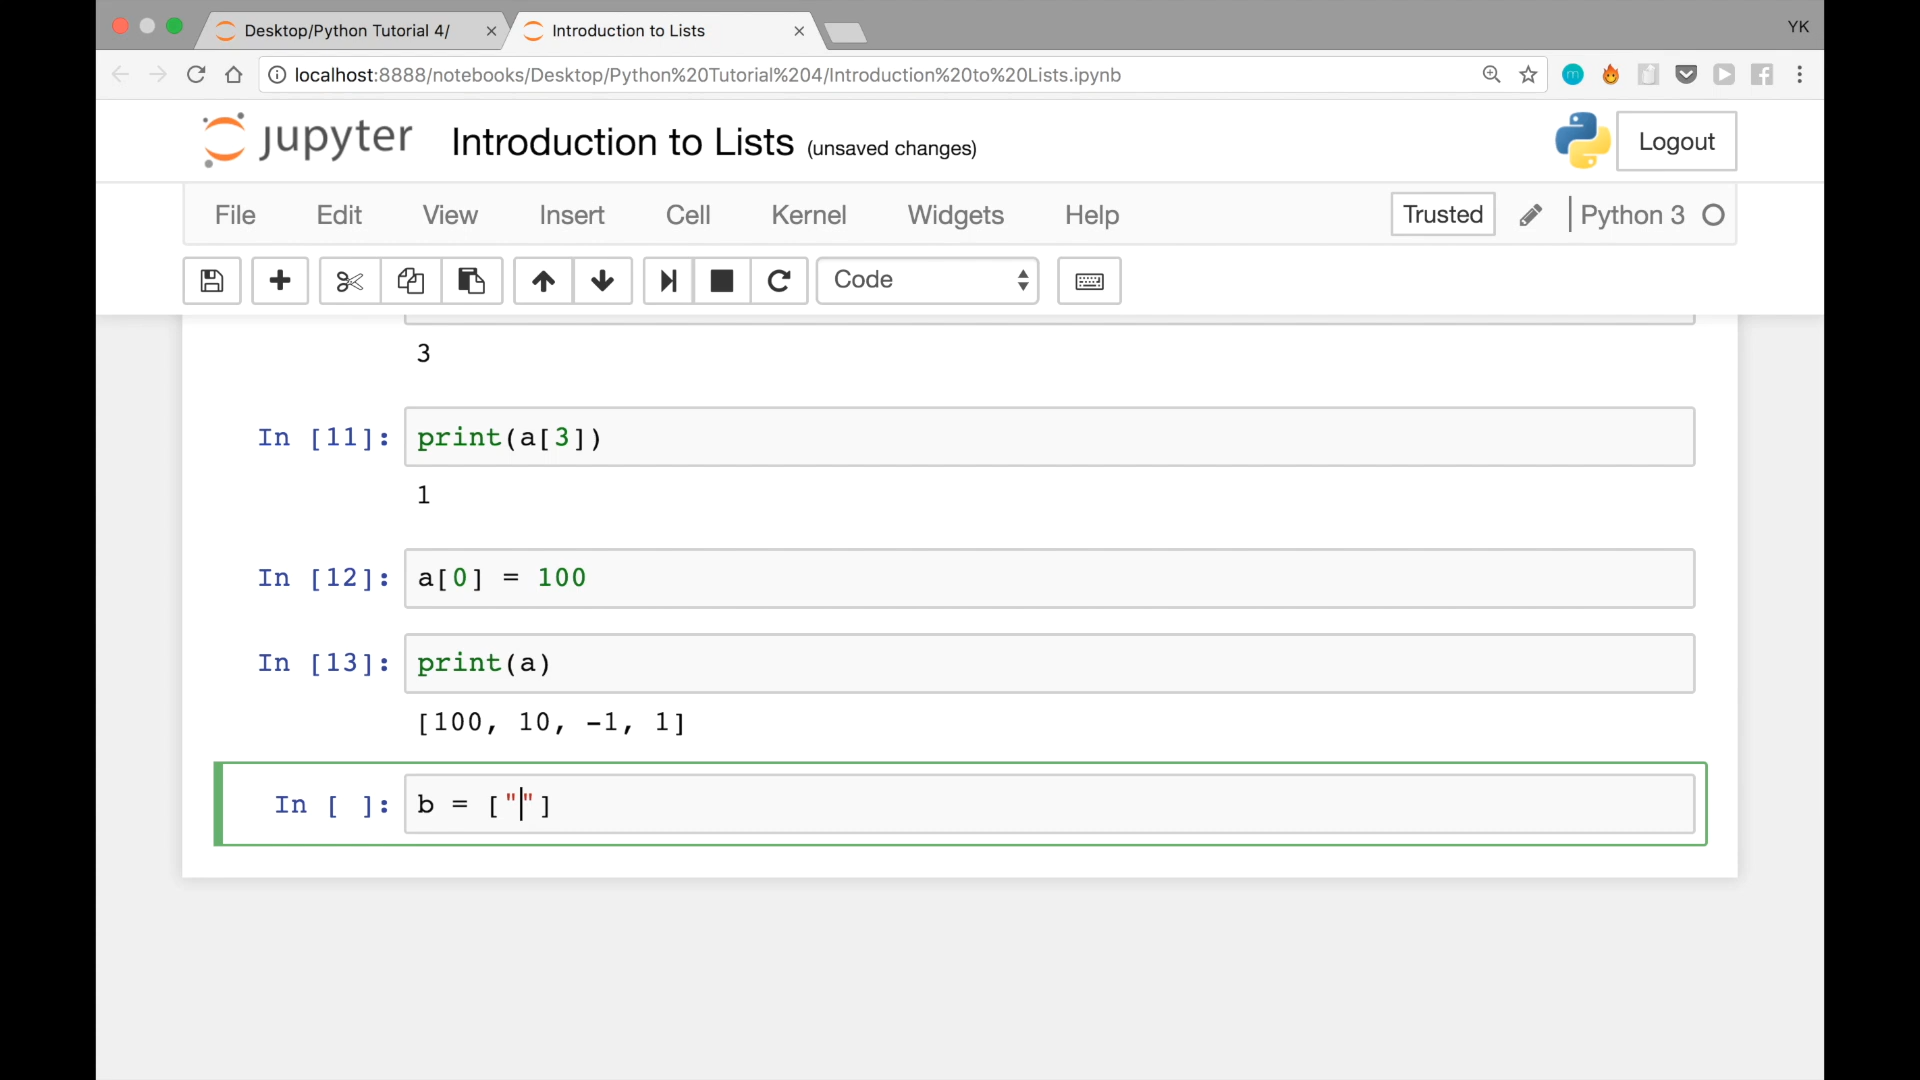 Desktop/Python Tutorial 4/
Introduction to Lists
YK
localhost:8888/notebooks/Desktop/Python%20Tutorial%204/Introduction%20to%20Lists.ipynb
jupyter Introduction to Lists (unsaved changes)
Logout
File Edit View Insert Cell Kernel Widgets Help Trusted Python 3
Code
3
In [11]: print(a[3])
1
In [12]: a[0] = 100
In [13]: print(a)
[100, 10, -1, 1]
In [ ]: b = [""]